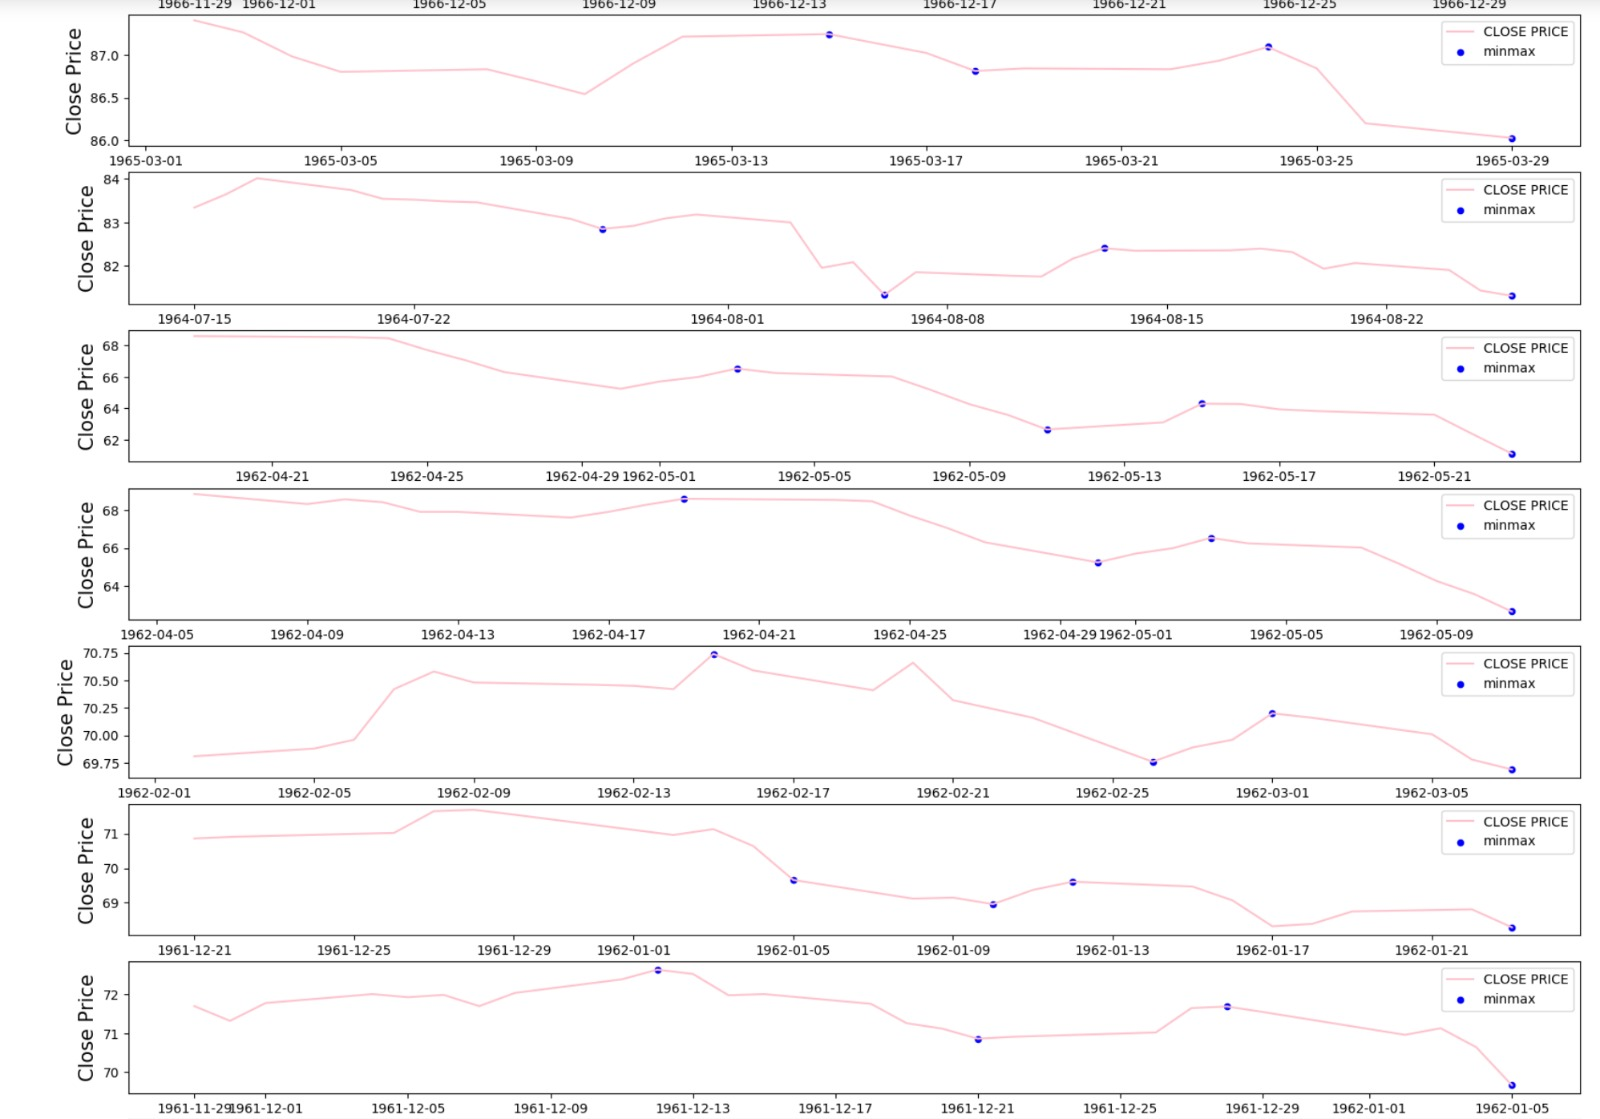 1966-11-29 1966-12-01 1966-12-05 1966-12-09 1966-12-13 1966-12-17 1966-12-21 1966-12-25 1966-12-29
Close Price
87.0
86.5
86.0
CLOSE PRICE
minmax
1965-03-01 1965-03-05 1965-03-09 1965-03-13 1965-03-17 1965-03-21 1965-03-25 1965-03-29
Close Price
84
83
82
CLOSE PRICE
minmax
1964-07-15 1964-07-22 1964-08-01 1964-08-08 1964-08-15 1964-08-22
Close Price
68
66
64
62
CLOSE PRICE
minmax
1962-04-21 1962-04-25 1962-04-29 1962-05-01 1962-05-05 1962-05-09 1962-05-13 1962-05-17 1962-05-21
Close Price
68
66
64
CLOSE PRICE
minmax
1962-04-05 1962-04-09 1962-04-13 1962-04-17 1962-04-21 1962-04-25 1962-04-29 1962-05-01 1962-05-05 1962-05-09
Close Price
70.75
70.50
70.25
70.00
69.75
CLOSE PRICE
minmax
1962-02-01 1962-02-05 1962-02-09 1962-02-13 1962-02-17 1962-02-21 1962-02-25 1962-03-01 1962-03-05
Close Price
71
70
69
CLOSE PRICE
minmax
1961-12-21 1961-12-25 1961-12-29 1962-01-01 1962-01-05 1962-01-09 1962-01-13 1962-01-17 1962-01-21
Close Price
72
71
70
CLOSE PRICE
minmax
1961-11-29 1961-12-01 1961-12-05 1961-12-09 1961-12-13 1961-12-17 1961-12-21 1961-12-25 1961-12-29 1962-01-01 1962-01-05